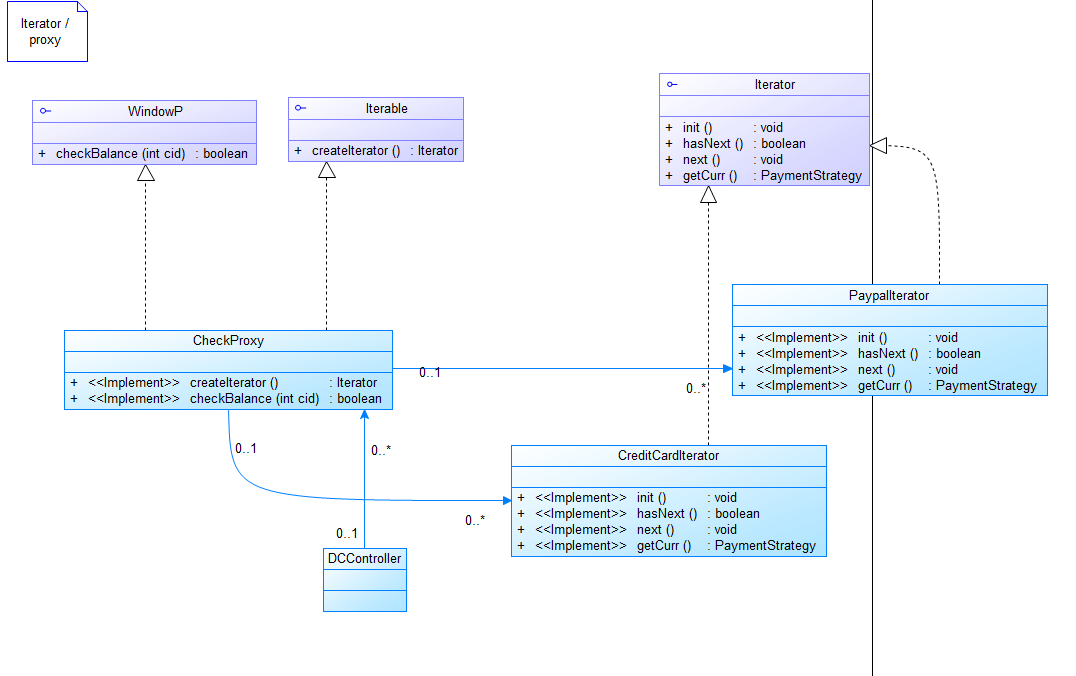 Iterator /
proxy
WindowP
+ checkBalance (int cid) : boolean
Iterable
+ createIterator () : Iterator
Iterator
+ init () : void
+ hasNext () : boolean
+ next () : void
+ getCurr () : PaymentStrategy
PaypalIterator
+ <<Implement>> init () : void
+ <<Implement>> hasNext () : boolean
+ <<Implement>> next () : void
+ <<Implement>> getCurr () : PaymentStrategy
CheckProxy
+ <<Implement>> createIterator () : Iterator
+ <<Implement>> checkBalance (int cid) : boolean
0..1
0..*
0..1
0..*
CreditCardIterator
+ <<Implement>> init () : void
+ <<Implement>> hasNext () : boolean
+ <<Implement>> next () : void
+ <<Implement>> getCurr () : PaymentStrategy
0..*
0..1
DCController